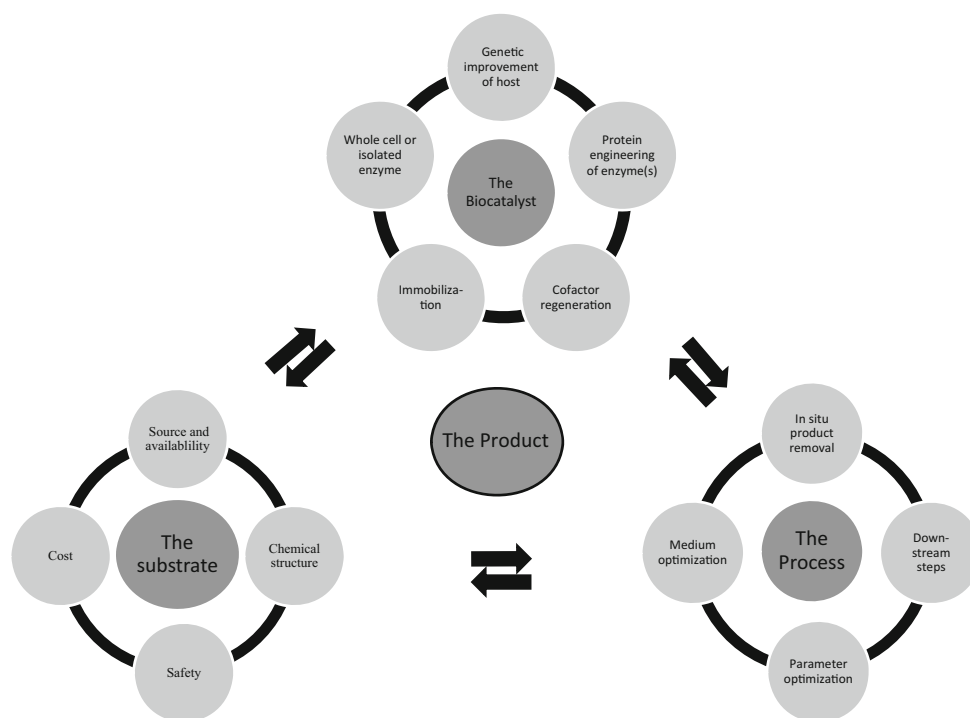 Genetic
improvement
of host
Whole cell or
isolated
enzyme
Protein
engineering
of enzyme(s)
The
Biocatalyst
Immobiliza-
tion
Cofactor
regeneration
The Product
Source and
availablility
Cost
The
substrate
Chemical
structure
Safety
In situ
product
removal
Medium
optimization
The
Process
Down-
stream
steps
Parameter
optimization